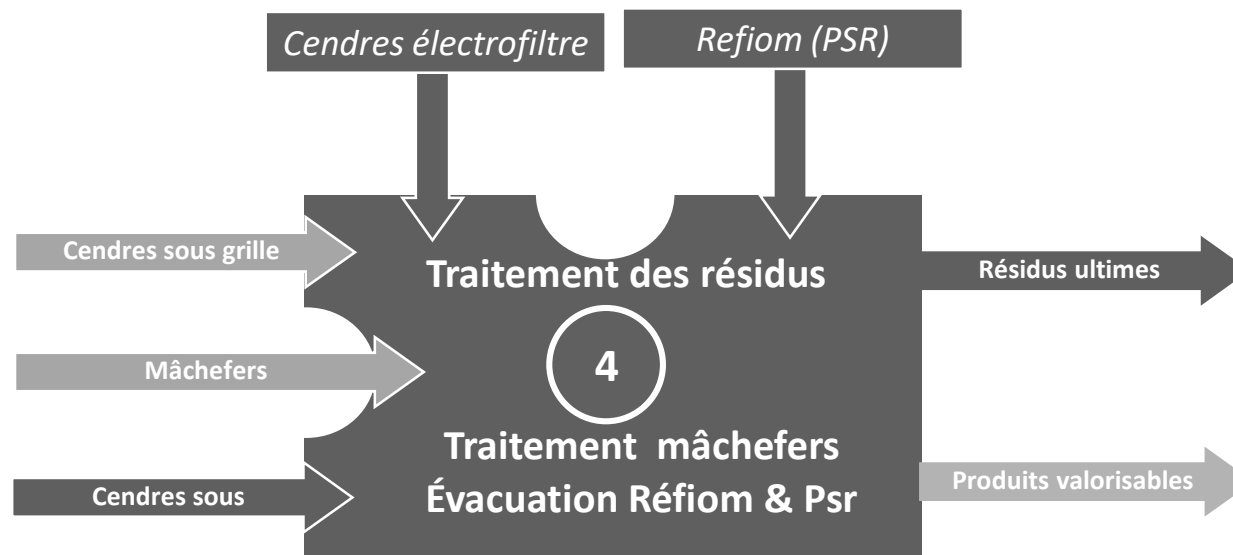 Cendres électrofiltre
Refiom (PSR)
Cendres sous grille
Traitement des résidus
Résidus ultimes
Mâchefers
4
Traitement mâchefers
Évacuation Réfiom & Psr
Cendres sous
Produits valorisables